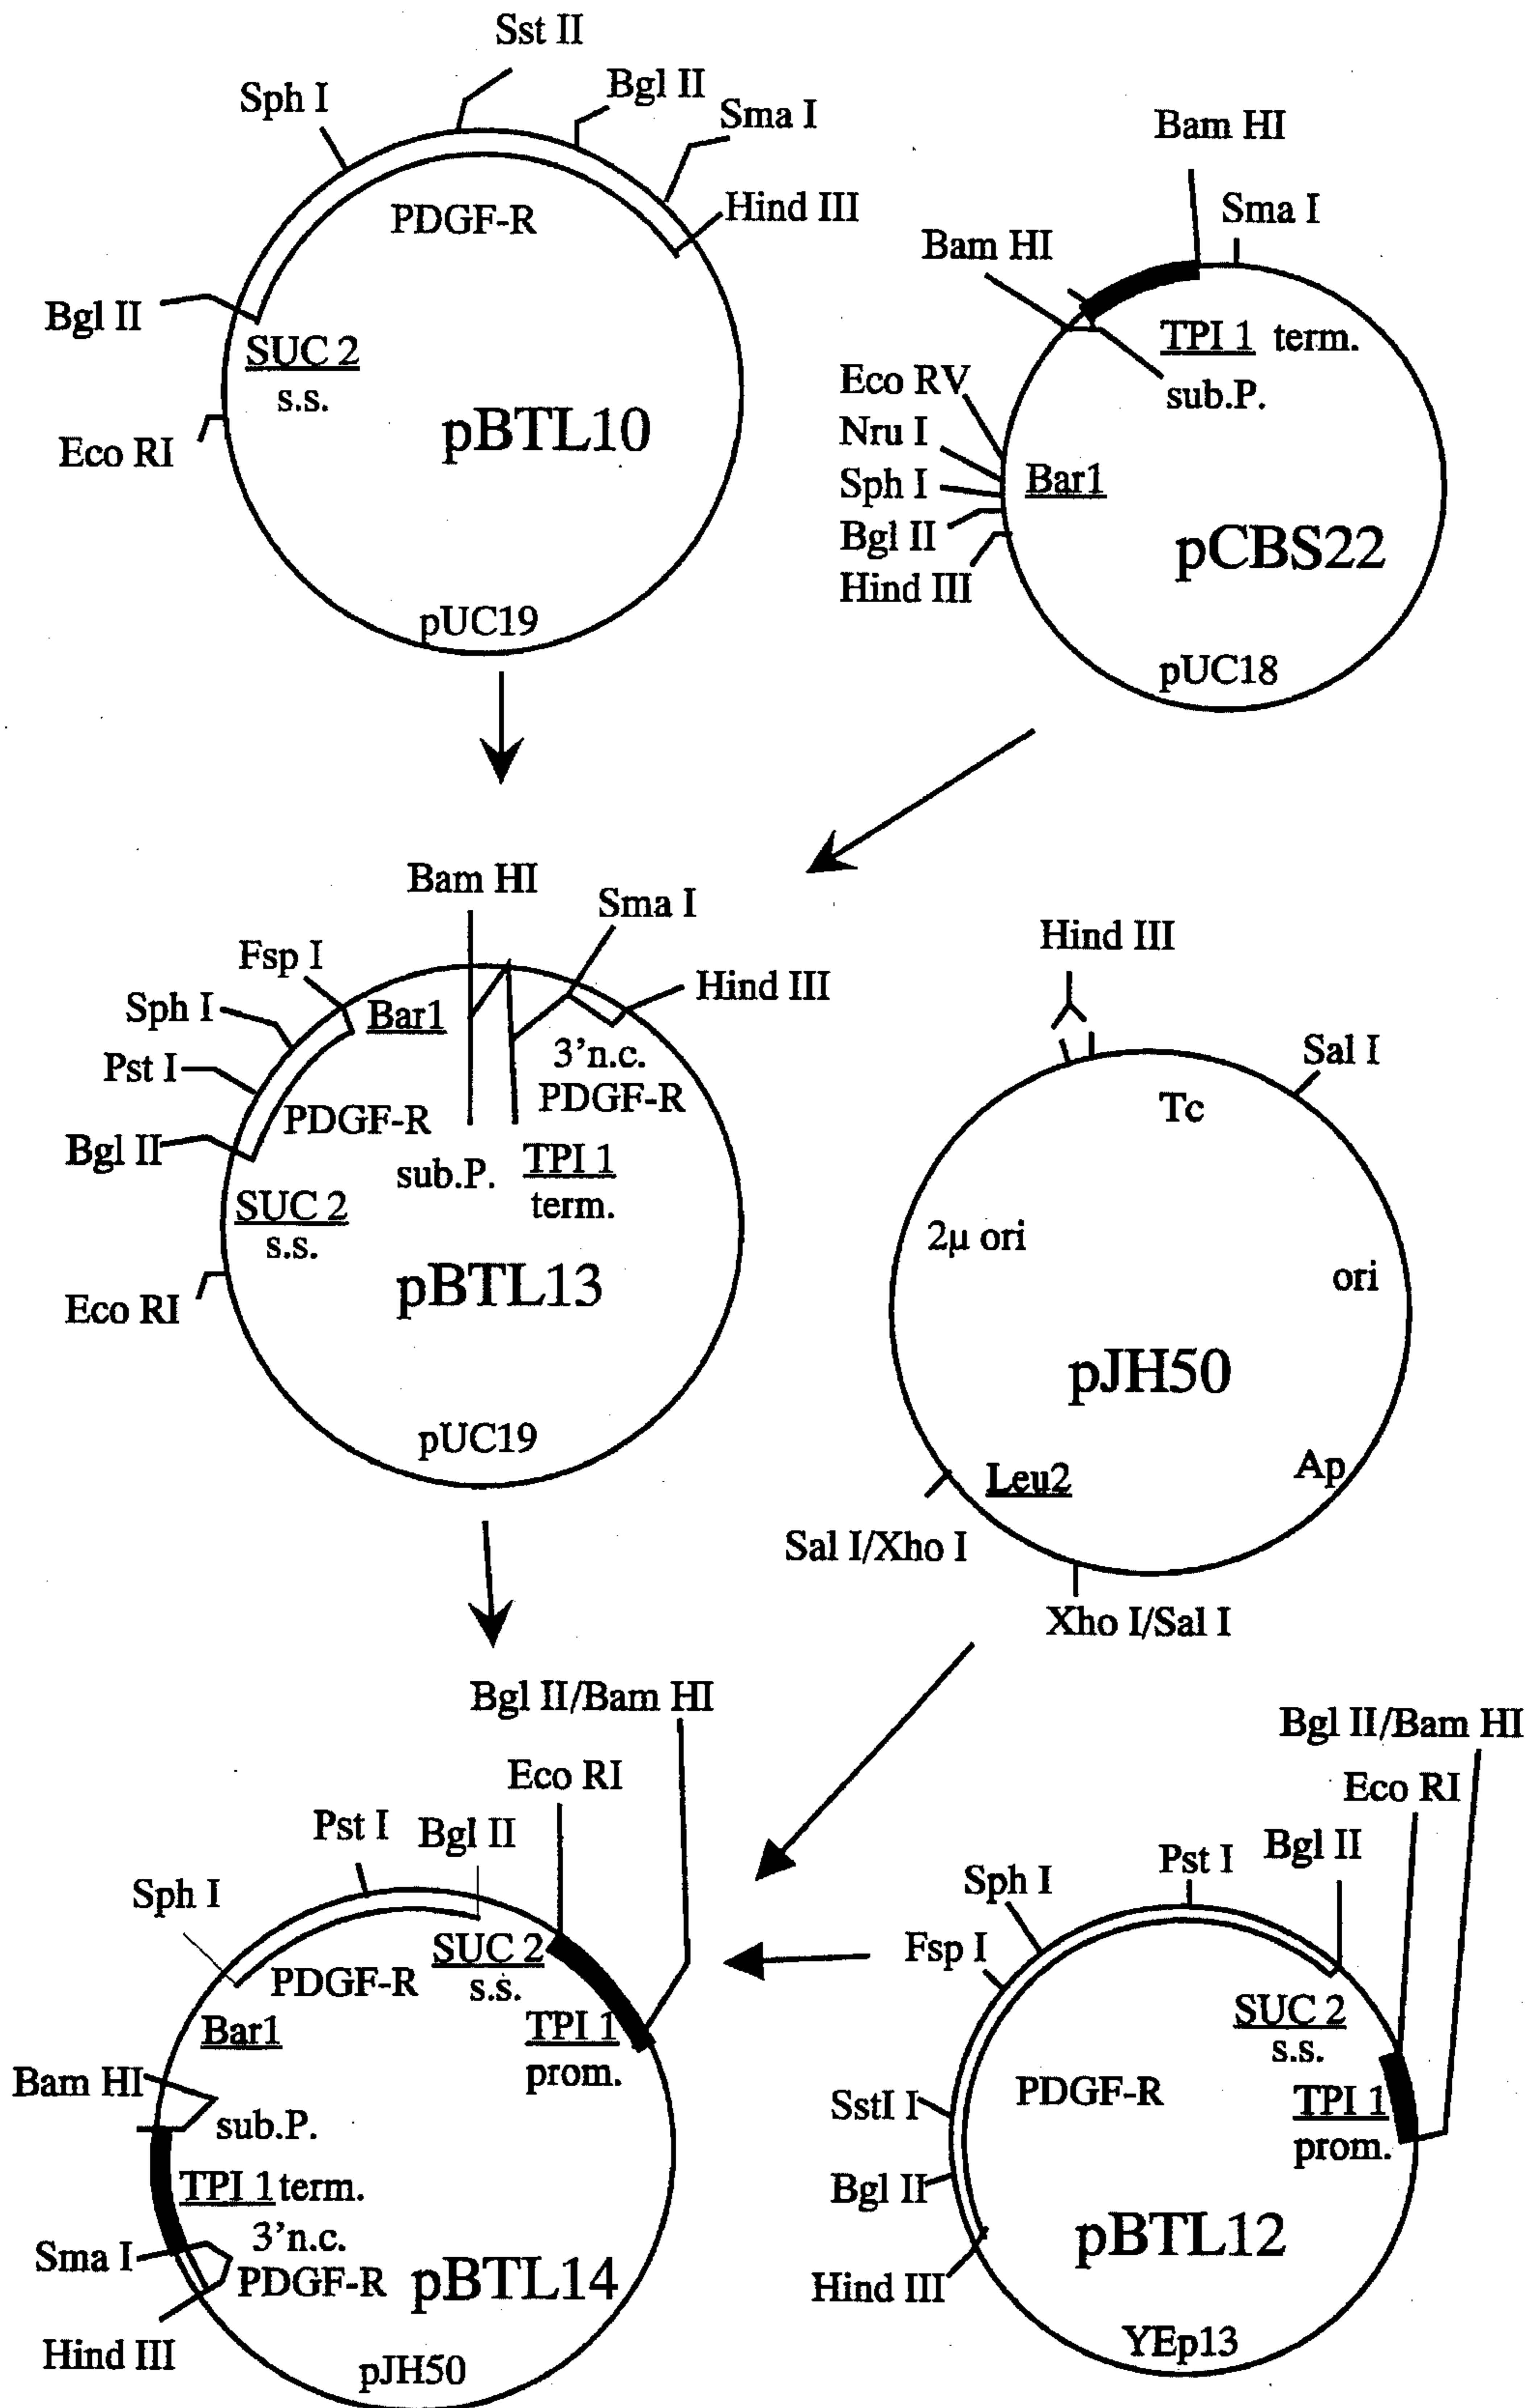 Sst II
Sph I
Bgl II
Sma I
PDGF-R
Hind III
Bgl II
SUC 2
s.s.
Eco RI
pBTL10
pUC19
Bam HI
Sma I
Bam HI
TPI 1 term.
sub.P.
Eco RV
Nru I
Sph I
Bar1
Bgl II
pCBS22
Hind III
pUC18
Bam HI
Sma I
Fsp I
Hind III
Sph I
Bar1
Pst I
3'n.c.
PDGF-R
PDGF-R
Bgl II
sub.P.
TPI 1
term.
SUC 2
s.s.
pBTL13
Eco RI
pUC19
Hind III
Sal I
Tc
2µ ori
ori
pJH50
Leu2
Ap
Sal I/Xho I
Xho I/Sal I
Bgl II/Bam HI
Eco RI
Pst I
Bgl II
Sph I
SUC 2
s.s.
PDGF-R
Bar1
TPI 1
prom.
Bam HI
sub.P.
TPI 1 term.
3'n.c.
Sma I
PDGF-R
pBTL14
Hind III
pJH50
Bgl II/Bam HI
Eco RI
Bgl II
Pst I
Sph I
Fsp I
SUC 2
s.s.
PDGF-R
TPI 1
prom.
SstI I
Bgl II
pBTL12
Hind III
YEp13